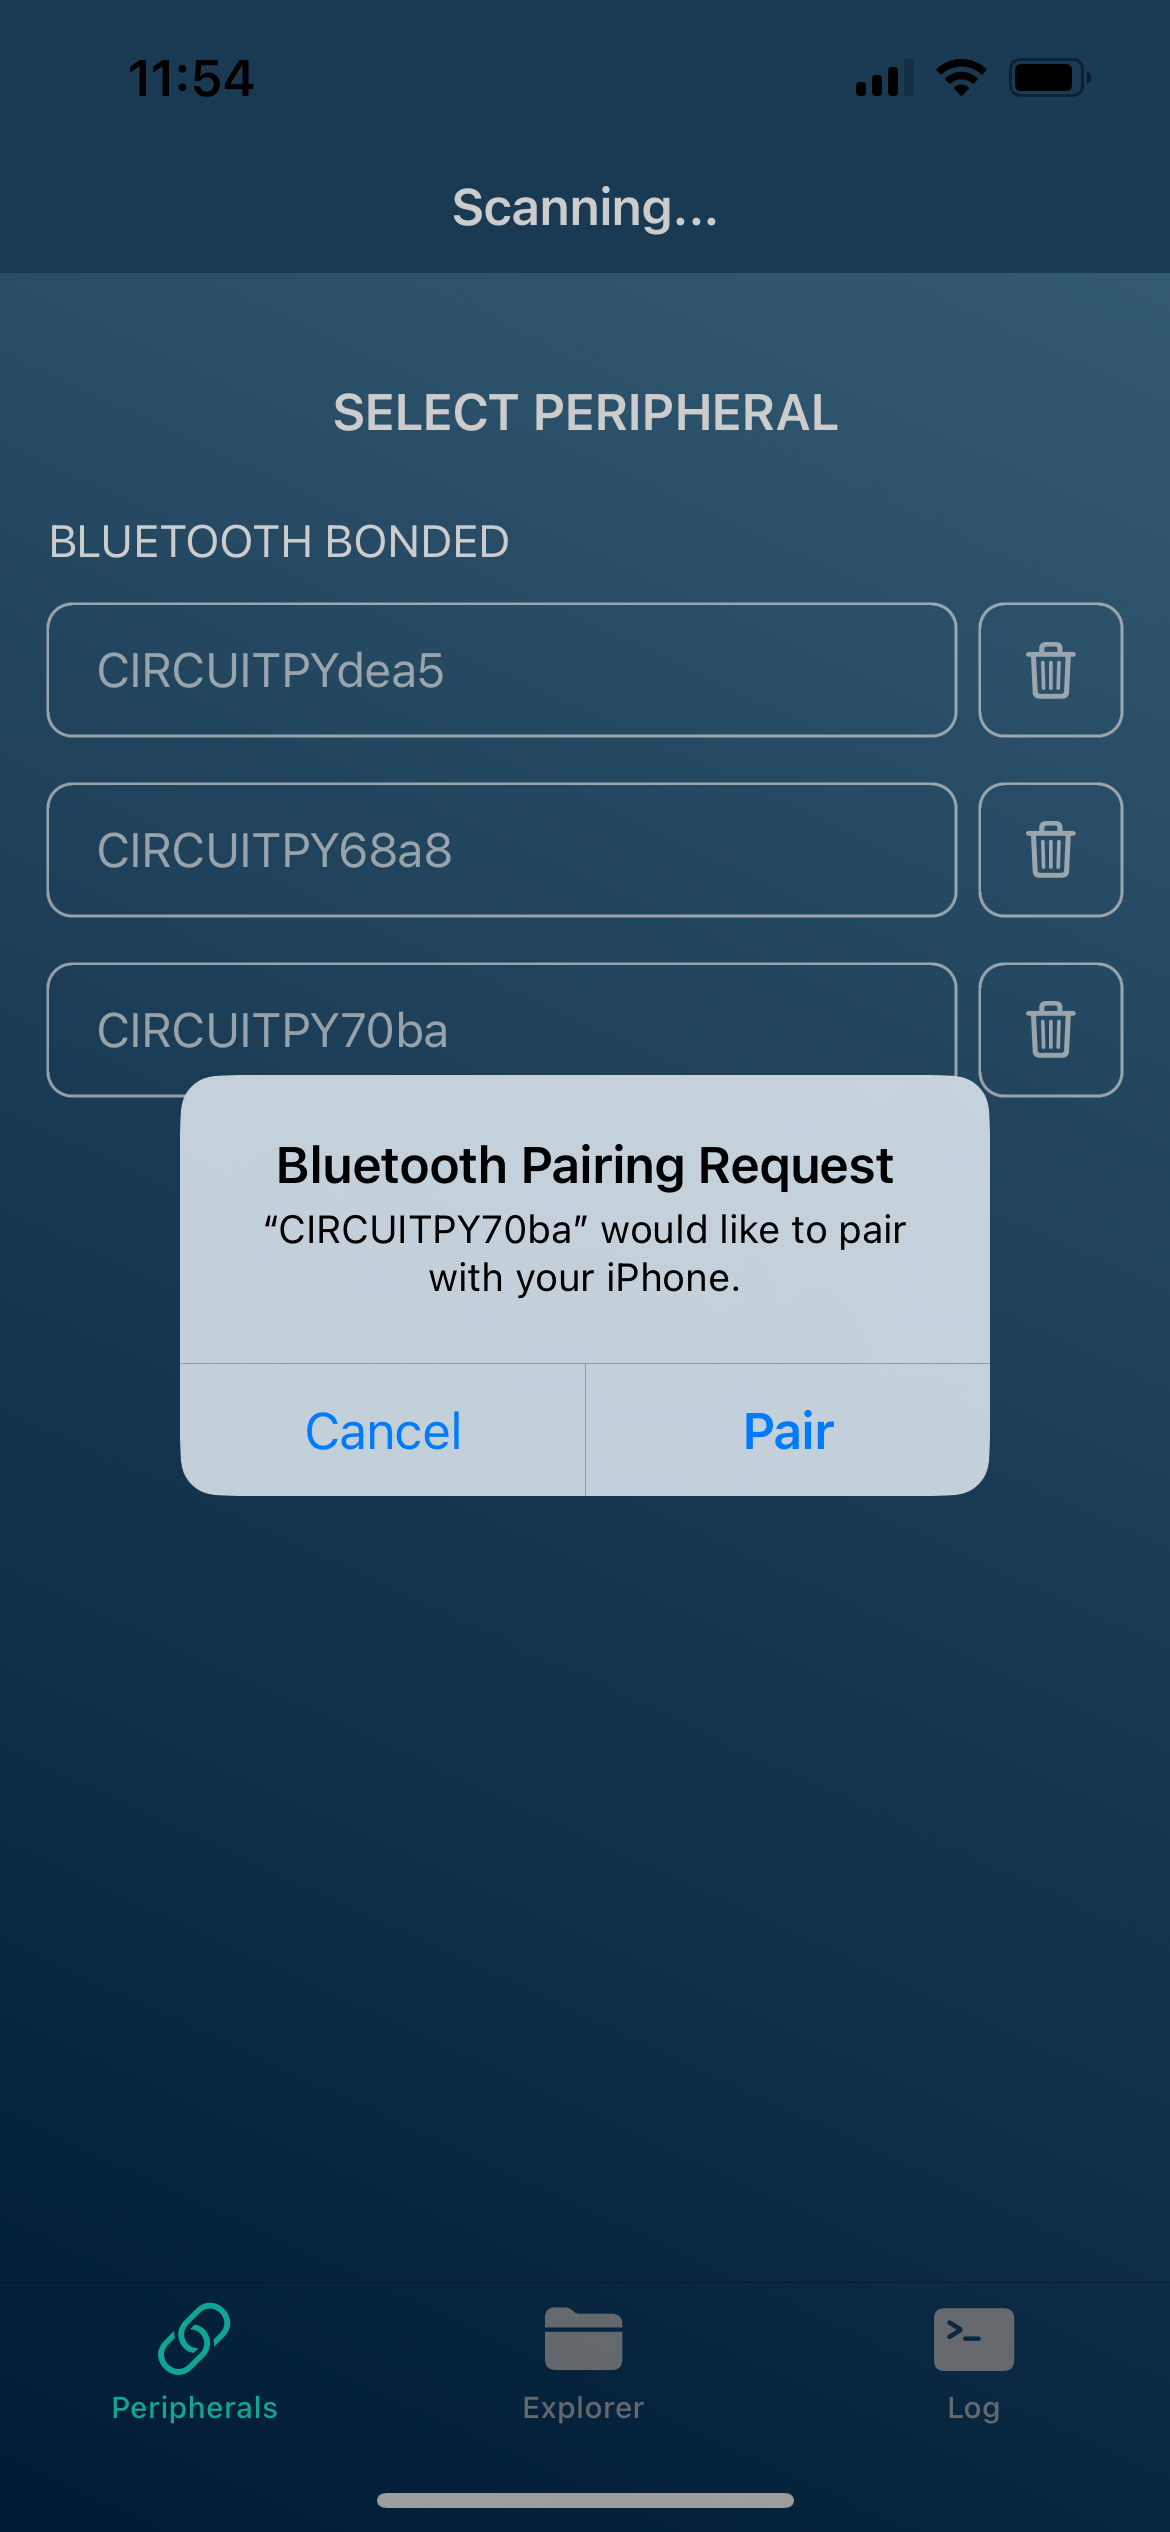 11:54
Scanning...
SELECT PERIPHERAL
BLUETOOTH BONDED
CIRCUITPYdea5
CIRCUITPY68a8
CIRCUITPY70ba
Bluetooth Pairing Request
“CIRCUITPY70ba” would like to pair
with your iPhone.
Cancel
Pair
Peripherals
Explorer
Log